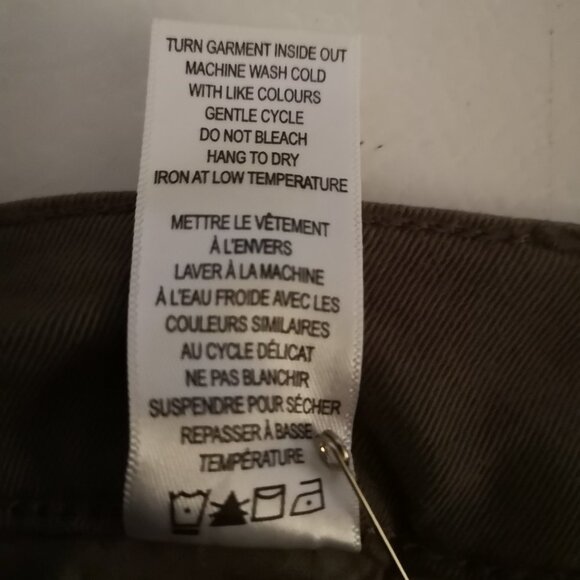 TURN GARMENT INSIDE OUT
MACHINE WASH COLD
WITH LIKE COLOURS
GENTLE CYCLE
DO NOT BLEACH
HANG TO DRY
IRON AT LOW TEMPERATURE
METTRE LE VÊTEMENT
À L'ENVERS
LAVER À LA MACHINE
À L'EAU FROIDE AVEC LES
COULEURS SIMILAIRES
AU CYCLE DÉLICAT
NE PAS BLANCHIR
SUSPENDRE POUR SÉCHER
REPASSER À BASSE
TEMPÉRATURE